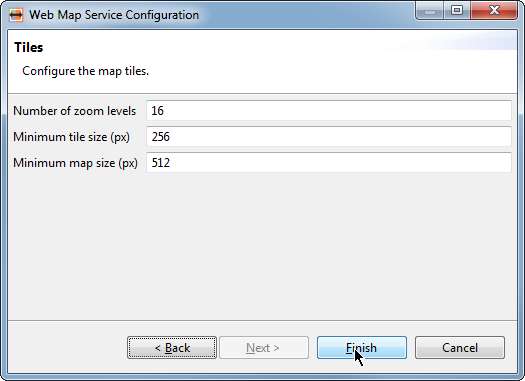 Web Map Service Configuration
Tiles
Configure the map tiles.
Number of zoom levels 16
Minimum tile size (px) 256
Minimum map size (px) 512
< Back Next > Finish Cancel